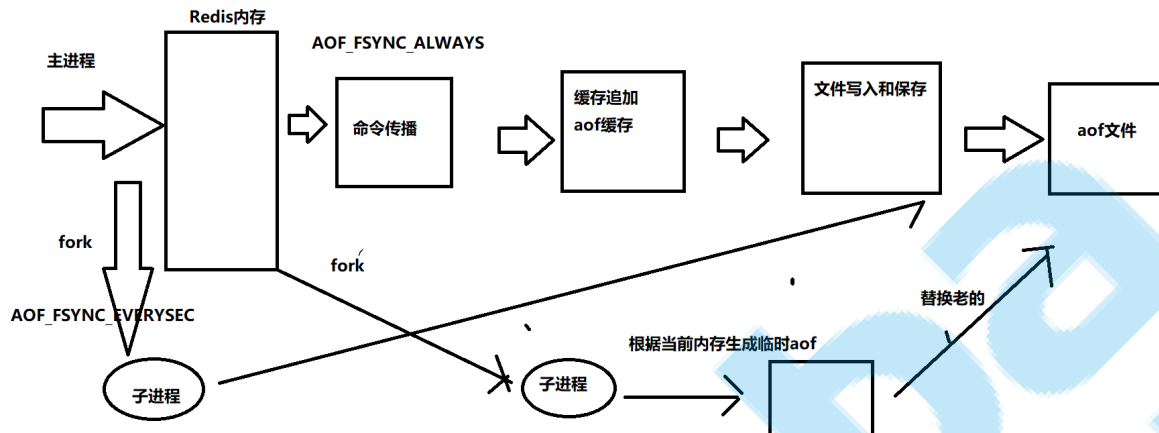 Redis内存
AOF_FSYNC_ALWAYS
主进程
命令传播
缓存追加
aof缓存
文件写入和保存
aof文件
fork
fork
AOF_FSYNC_EVERYSEC
替换老的
根据当前内存生成临时aof
子进程
子进程